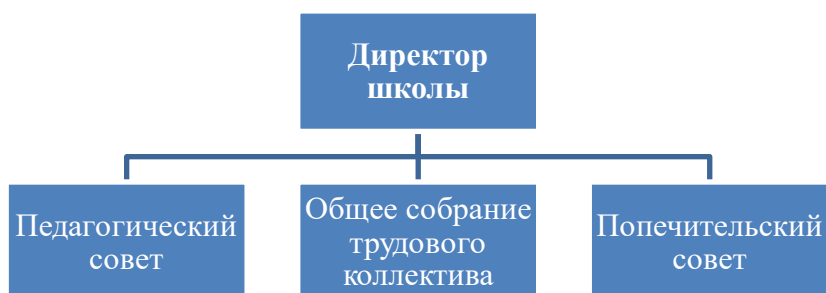 Директор
школы
Педагогический
совет
Общее собрание
трудового
коллектива
Попечительский
совет